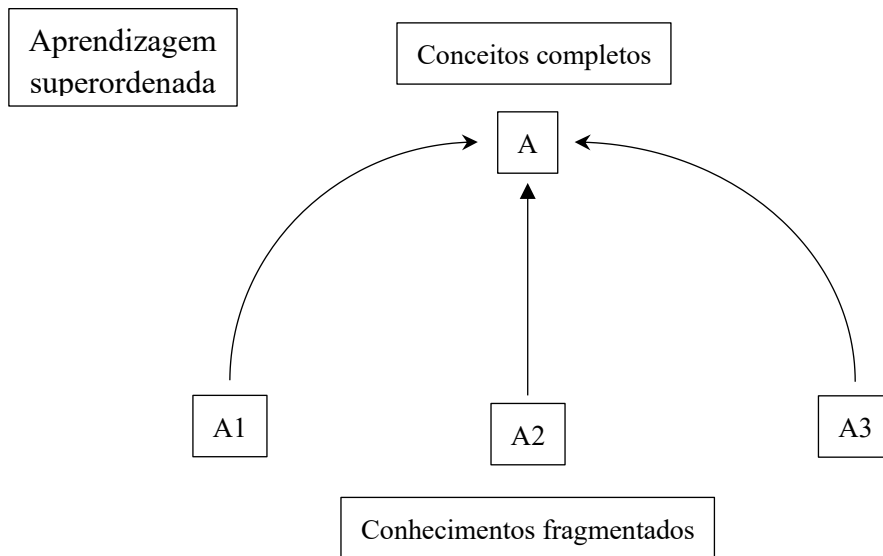 Aprendizagem
superordenada
Conceitos completos
A
A1
A2
A3
Conhecimentos fragmentados